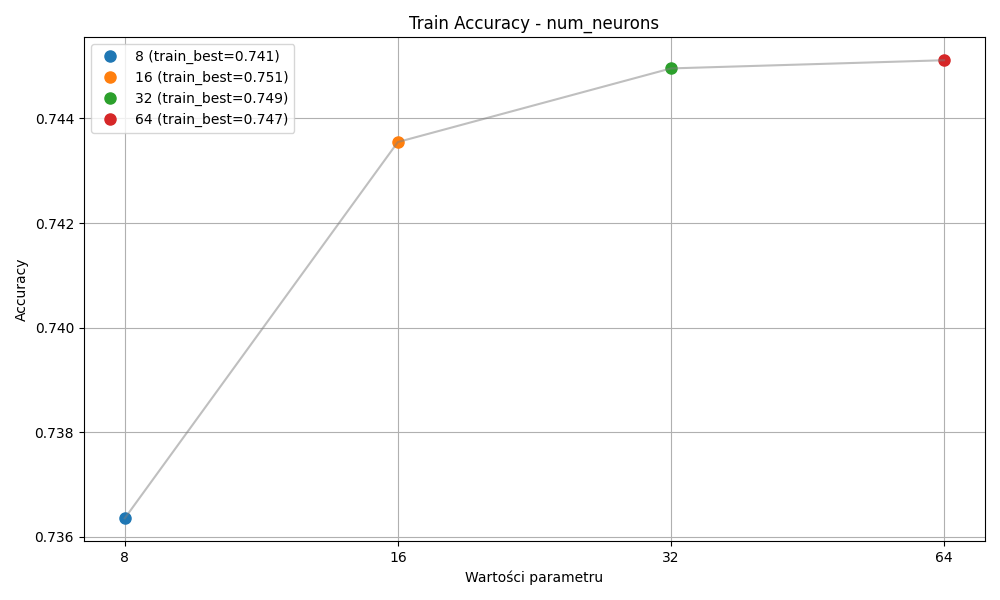 Train Accuracy - num_neurons
8 (train_best=0.741)
16 (train_best=0.751)
32 (train_best=0.749)
64 (train_best=0.747)
0.744
0.742
0.740
0.738
0.736
Accuracy
8 16 32 64
Wartości parametru